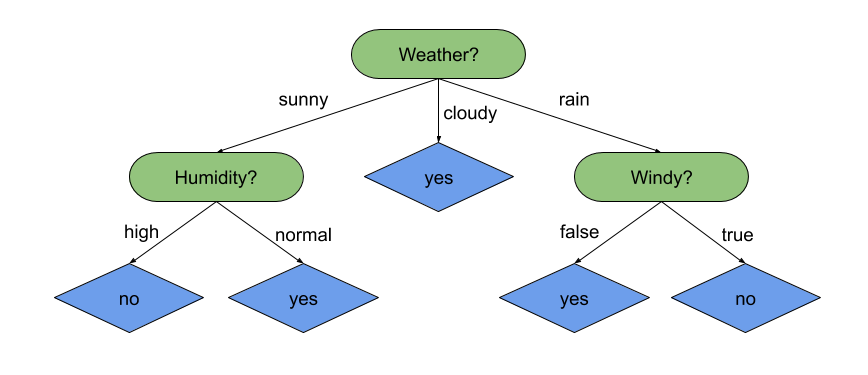 Weather?
sunny
cloudy
rain
Humidity?
yes
Windy?
high
normal
false
true
no
yes
yes
no